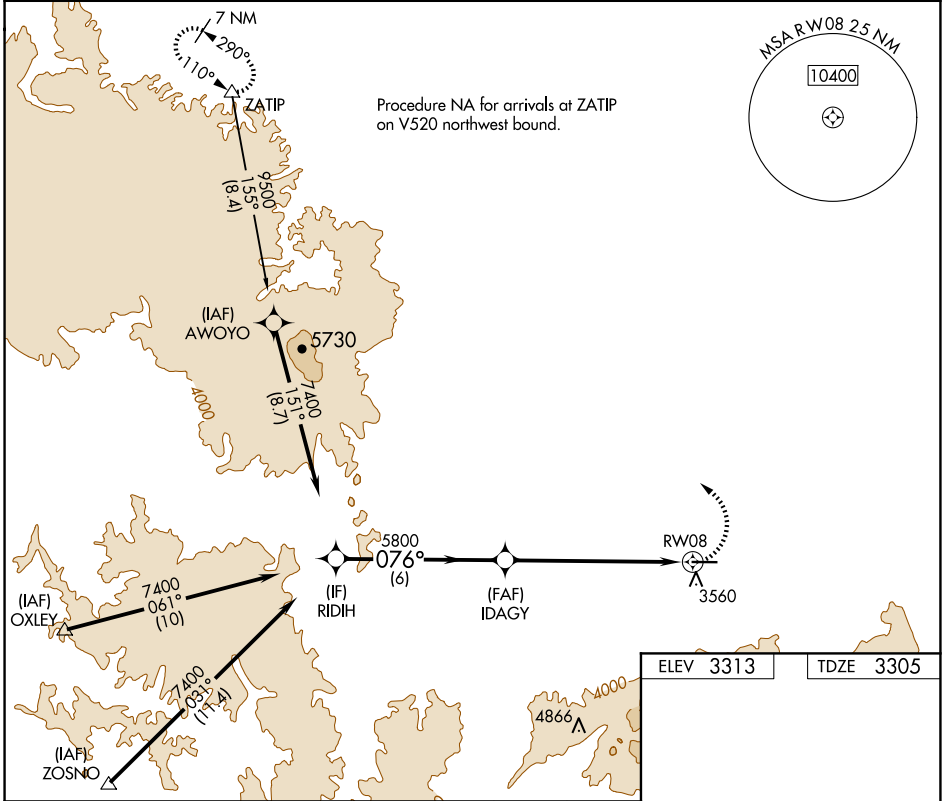 7 NM
290°
110°
ZATIP
Procedure NA for arrivals at ZATIP
on V520 northwest bound.
MSA RW08 25 NM
10400
9500
155°
(8.4)
(IAF)
AWOYO
5730
7400
151°
(8.7)
4000
5800
076°
(6)
RW08
3560
(IF)
RIDIH
(FAF)
IDAGY
7400
061°
(10)
(IAF)
OXLEY
7400
031°
(11.4)
(IAF)
ZOSNO
4866
4000
ELEV 3313
TDZE 3305